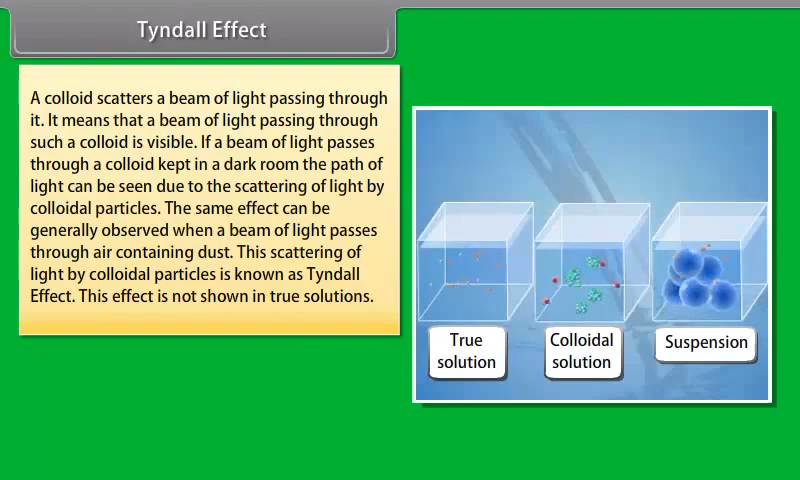 Tyndall Effect
A colloid scatters a beam of light passing through
it. It means that a beam of light passing through
such a colloid is visible. If a beam of light passes
through a colloid kept in a dark room the path of
light can be seen due to the scattering of light by
colloidal particles. The same effect can be
generally observed when a beam of light passes
through air containing dust. This scattering of
light by colloidal particles is known as Tyndall
Effect. This effect is not shown in true solutions.
True
solution
Colloidal
solution
Suspension